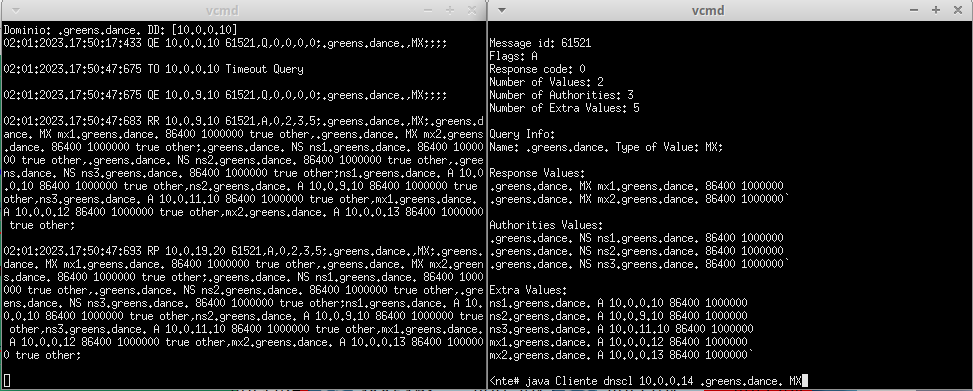 vcmd
Dominio: .greens.dance. DD: [10.0.0.10]
02:01:2023.17:50:17:433 QE 10.0.0.10 61521,Q,0,0,0,0;.greens.dance.,MX;;;;
02:01:2023.17:50:47:675 TO 10.0.0.10 Timeout Query
02:01:2023.17:50:47:675 QE 10.0.9.10 61521,Q,0,0,0,0;.greens.dance.,MX;;;;
02:01:2023.17:50:47:683 RR 10.0.9.10 61521,A,0,2,3,5;.greens.dance.,MX;.greens.d
ance. MX mx1.greens.dance. 86400 1000000 true other,.greens.dance. MX mx2.greens
.dance. 86400 1000000 true other;.greens.dance. NS ns1.greens.dance. 86400 10000
00 true other,.greens.dance. NS ns2.greens.dance. 86400 1000000 true other,.gree
ns.dance. NS ns3.greens.dance. 86400 1000000 true other;ns1.greens.dance. A 10.0
.0.10 86400 1000000 true other,ns2.greens.dance. A 10.0.9.10 86400 1000000 true 
other,ns3.greens.dance. A 10.0.11.10 86400 1000000 true other,mx1.greens.dance.
A 10.0.0.12 86400 1000000 true other,mx2.greens.dance. A 10.0.0.13 86400 1000000
true other;
02:01:2023.17:50:47:693 RP 10.0.19.20 61521,A,0,2,3,5;.greens.dance.,MX;.greens.
dance. MX mx1.greens.dance. 86400 1000000 true other,.greens.dance. MX mx2.green
s.dance. 86400 1000000 true other;.greens.dance. NS ns1.greens.dance. 86400 1000
000 true other,.greens.dance. NS ns2.greens.dance. 86400 1000000 true other,.gre
ens.dance. NS ns3.greens.dance. 86400 1000000 true other;ns1.greens.dance. A 10.
0.0.10 86400 1000000 true other,ns2.greens.dance. A 10.0.9.10 86400 1000000 true
other,ns3.greens.dance. A 10.0.11.10 86400 1000000 true other,mx1.greens.dance.
A 10.0.0.12 86400 1000000 true other,mx2.greens.dance. A 10.0.0.13 86400 100000
0 true other;
vcmd
Message id: 61521
Flags: A
Response code: 0
Number of Values: 2
Number of Authorities: 3
Number of Extra Values: 5
Query Info:
Name: .greens.dance. Type of Value: MX;
Response Values:
.greens.dance. MX mx1.greens.dance. 86400 1000000
.greens.dance. MX mx2.greens.dance. 86400 1000000`
Authorities Values:
.greens.dance. NS ns1.greens.dance. 86400 1000000
.greens.dance. NS ns2.greens.dance. 86400 1000000
.greens.dance. NS ns3.greens.dance. 86400 1000000`
Extra Values:
ns1.greens.dance. A 10.0.0.10 86400 1000000
ns2.greens.dance. A 10.0.9.10 86400 1000000
ns3.greens.dance. A 10.0.11.10 86400 1000000
mx1.greens.dance. A 10.0.0.12 86400 1000000
mx2.greens.dance. A 10.0.0.13 86400 1000000`
<nte# java Cliente dnscl 10.0.0.14 .greens.dance. MX